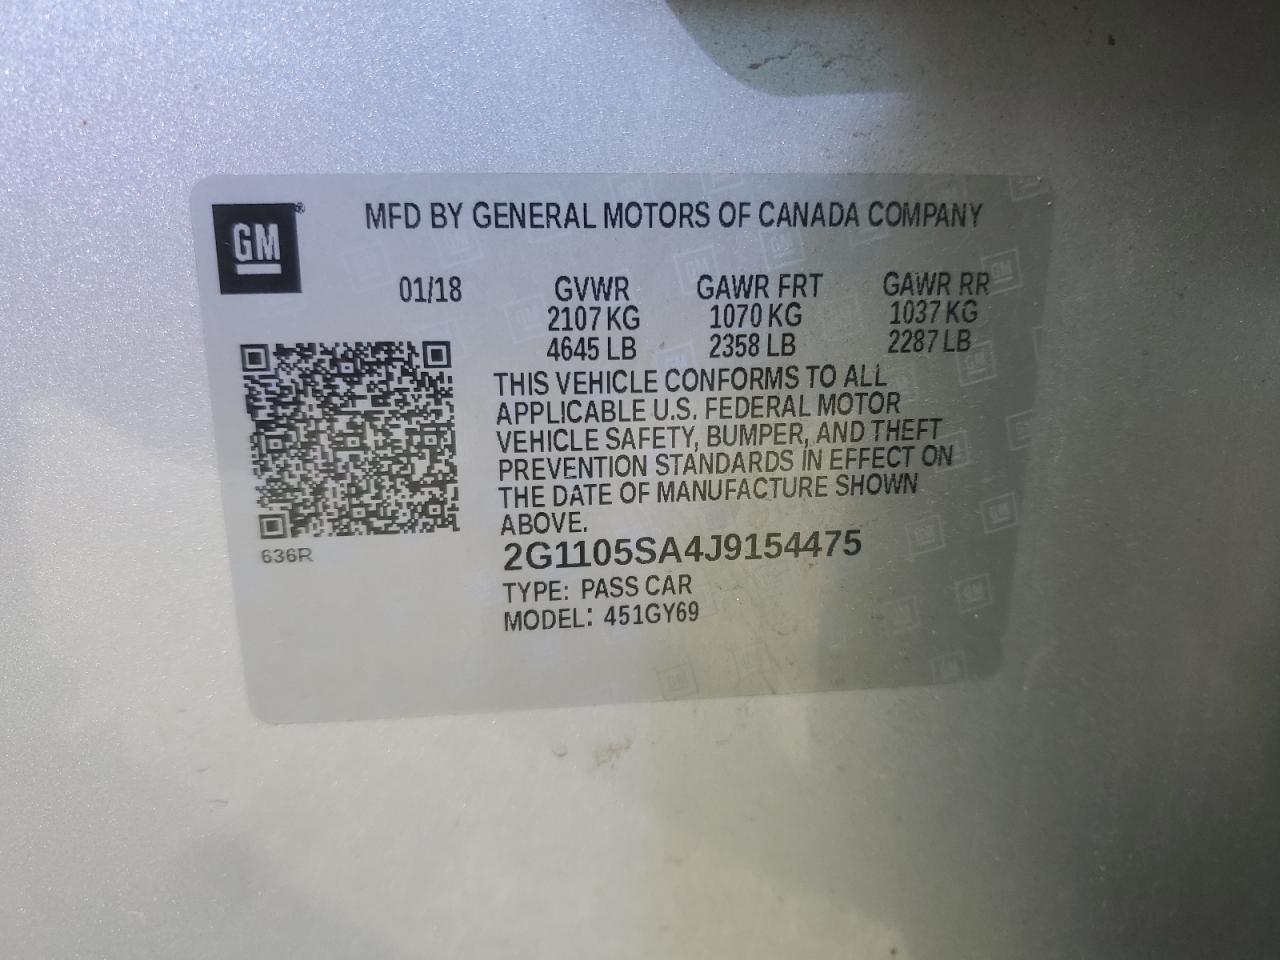 GM®
MFD BY GENERAL MOTORS OF CANADA COMPANY
01/18 GVWR GAWR FRT GAWR RR
2107 KG 1070 KG 1037 KG
4645 LB 2358 LB 2287 LB
THIS VEHICLE CONFORMS TO ALL
APPLICABLE U.S. FEDERAL MOTOR
VEHICLE SAFETY, BUMPER, AND THEFT
PREVENTION STANDARDS IN EFFECT ON
THE DATE OF MANUFACTURE SHOWN
ABOVE.
636R
2G1105SA4J9154475
TYPE: PASS CAR
MODEL: 451GY69